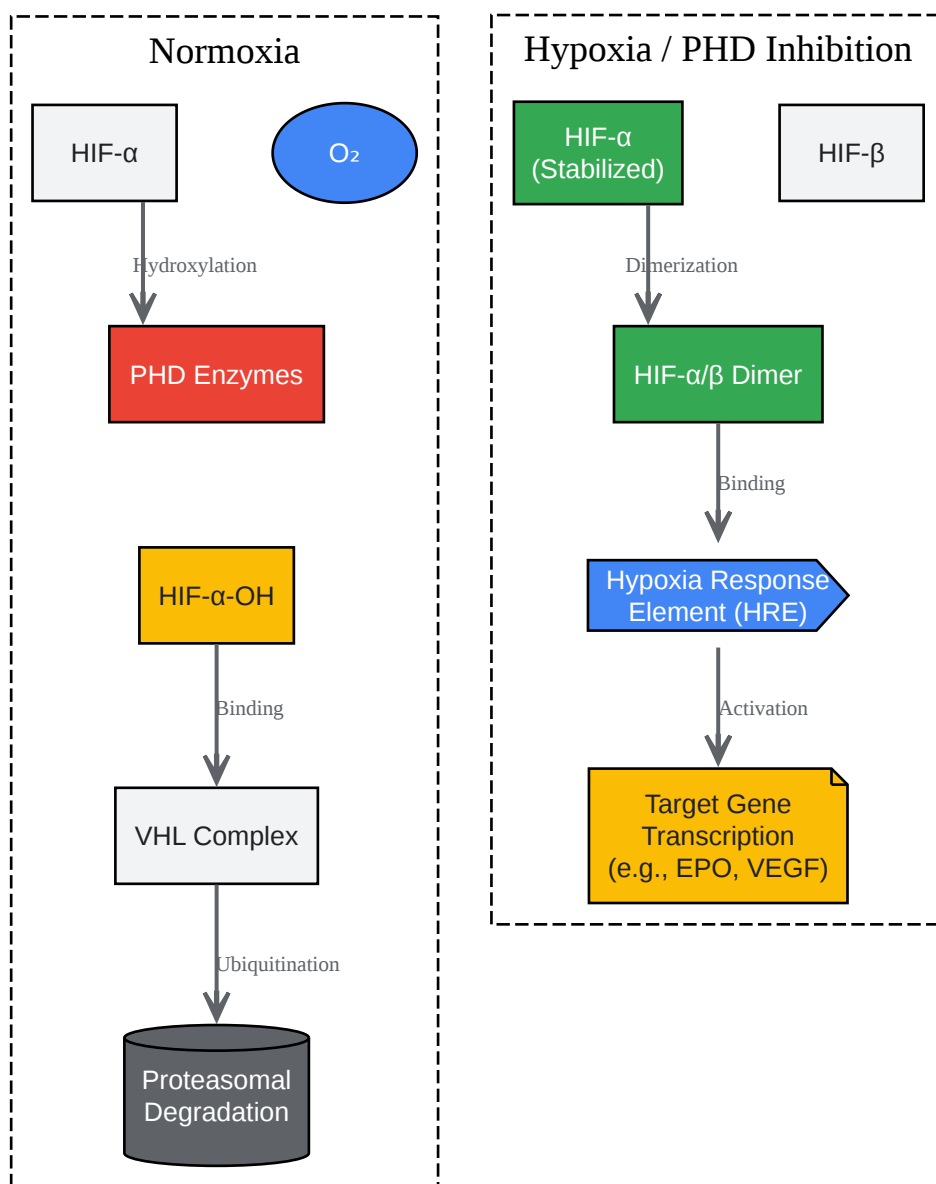 Normoxia
HIF-α
O₂
Hydroxylation
PHD Enzymes
HIF-α-OH
Binding
VHL Complex
Ubiquitination
Proteasomal
Degradation
Hypoxia / PHD Inhibition
HIF-α
(Stabilized)
HIF-β
Dimerization
HIF-α/β Dimer
Binding
Hypoxia Response
Element (HRE)
Activation
Target Gene
Transcription
(e.g., EPO, VEGF)